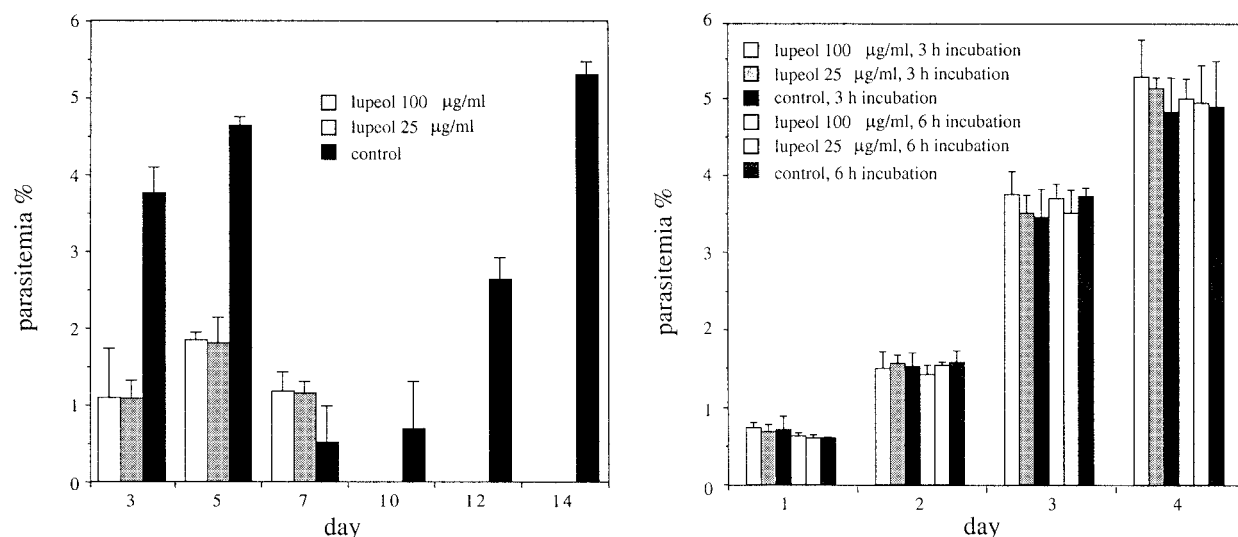 6
5
4
3
2
1
0
parasitemia %
lupeol 100 μg/ml
lupeol 25 μg/ml
control
3 5 7 10 12 14
day
6
5
4
3
2
1
0
parasitemia %
lupeol 100 μg/ml, 3 h incubation
lupeol 25 μg/ml, 3 h incubation
control, 3 h incubation
lupeol 100 μg/ml, 6 h incubation
lupeol 25 μg/ml, 6 h incubation
control, 6 h incubation
1 2 3 4
day